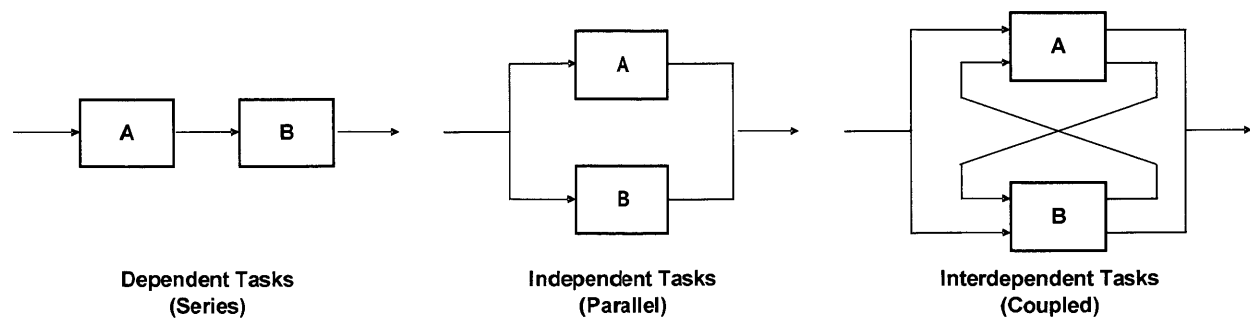 A
B
Dependent Tasks
(Series)
A
B
Independent Tasks
(Parallel)
A
B
Interdependent Tasks
(Coupled)